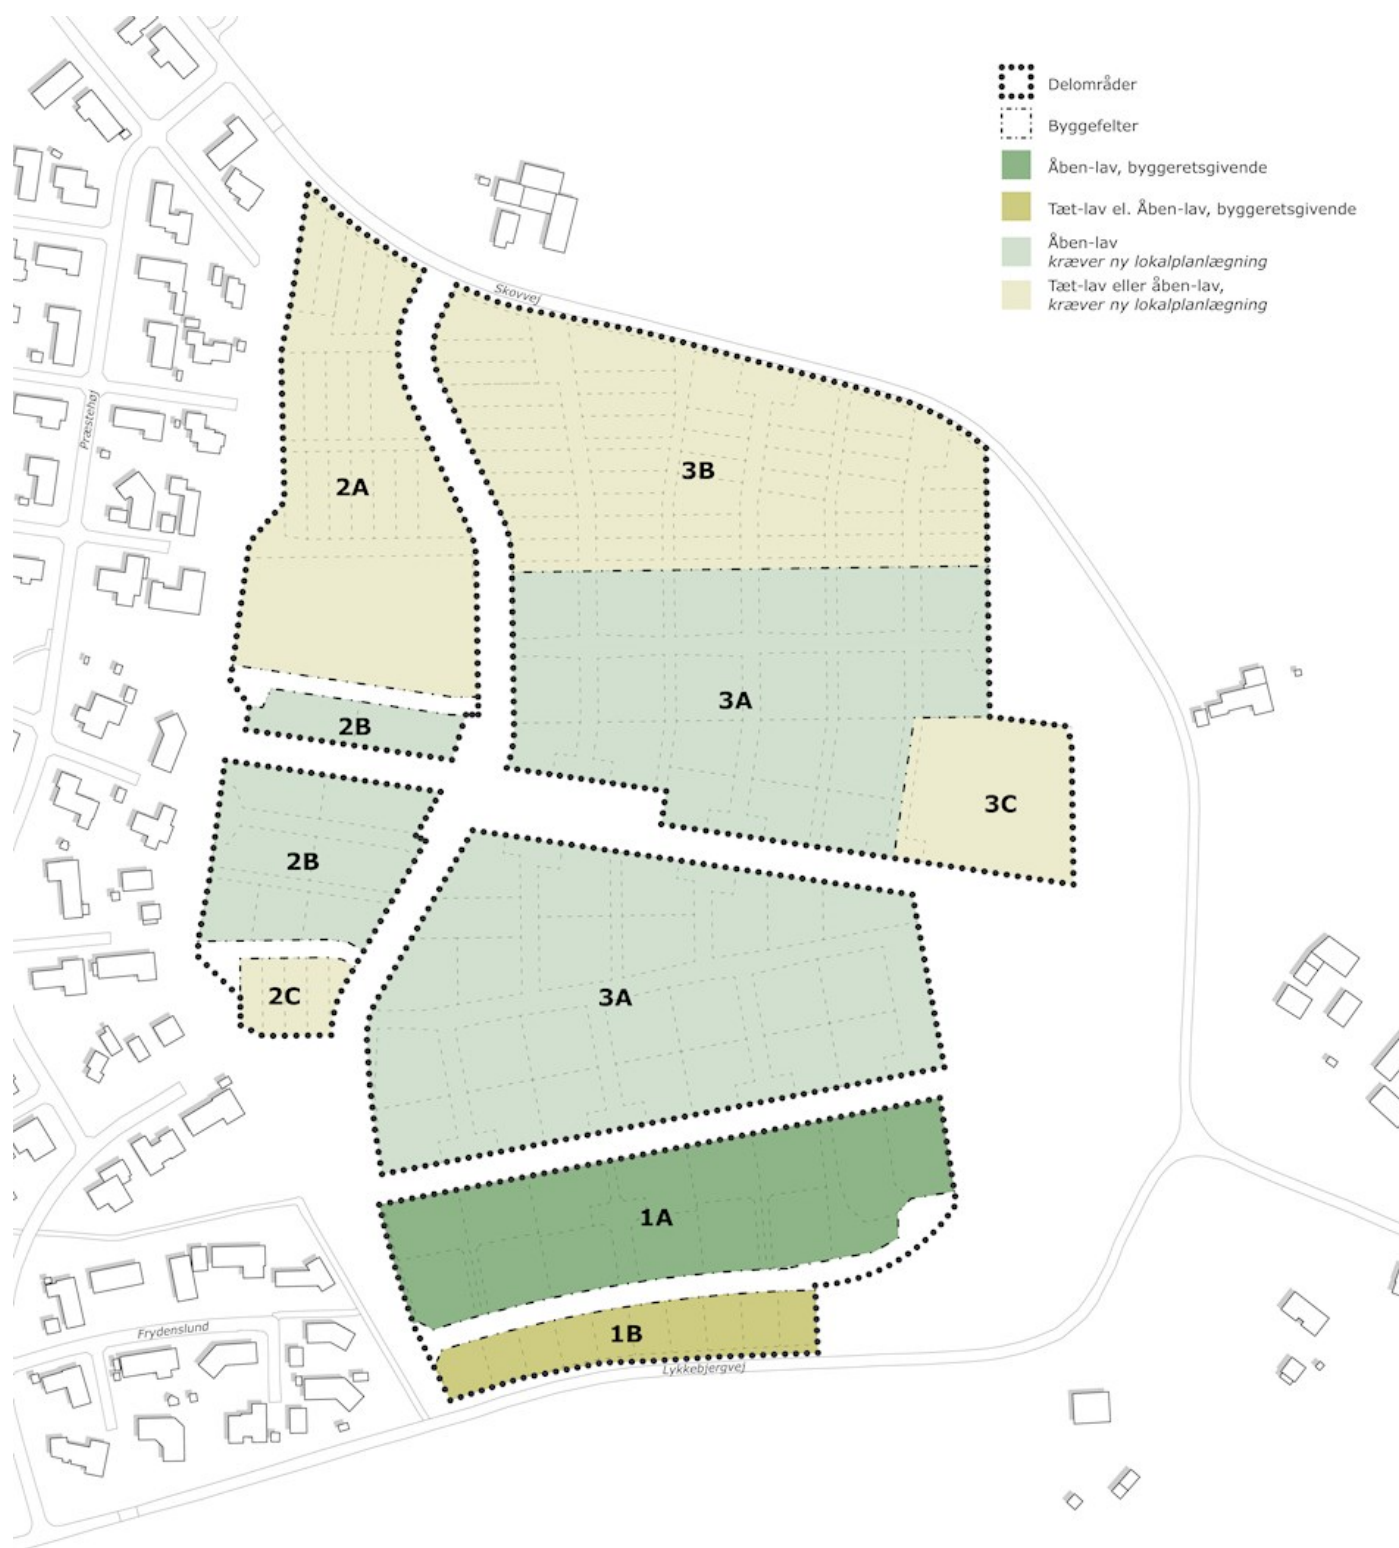 Delområder
Byggefelter
Åben-lav, byggeretsgivende
Tæt-lav el. Åben-lav, byggeretsgivende
Åben-lav
kræver ny lokalplanlægning
Tæt-lav eller åben-lav,
kræver ny lokalplanlægning
Skovvej
Præstehøj
3B
2A
3A
2B
3C
2B
2C
3A
1A
1B
Frydenslund
Lykkebjergvej